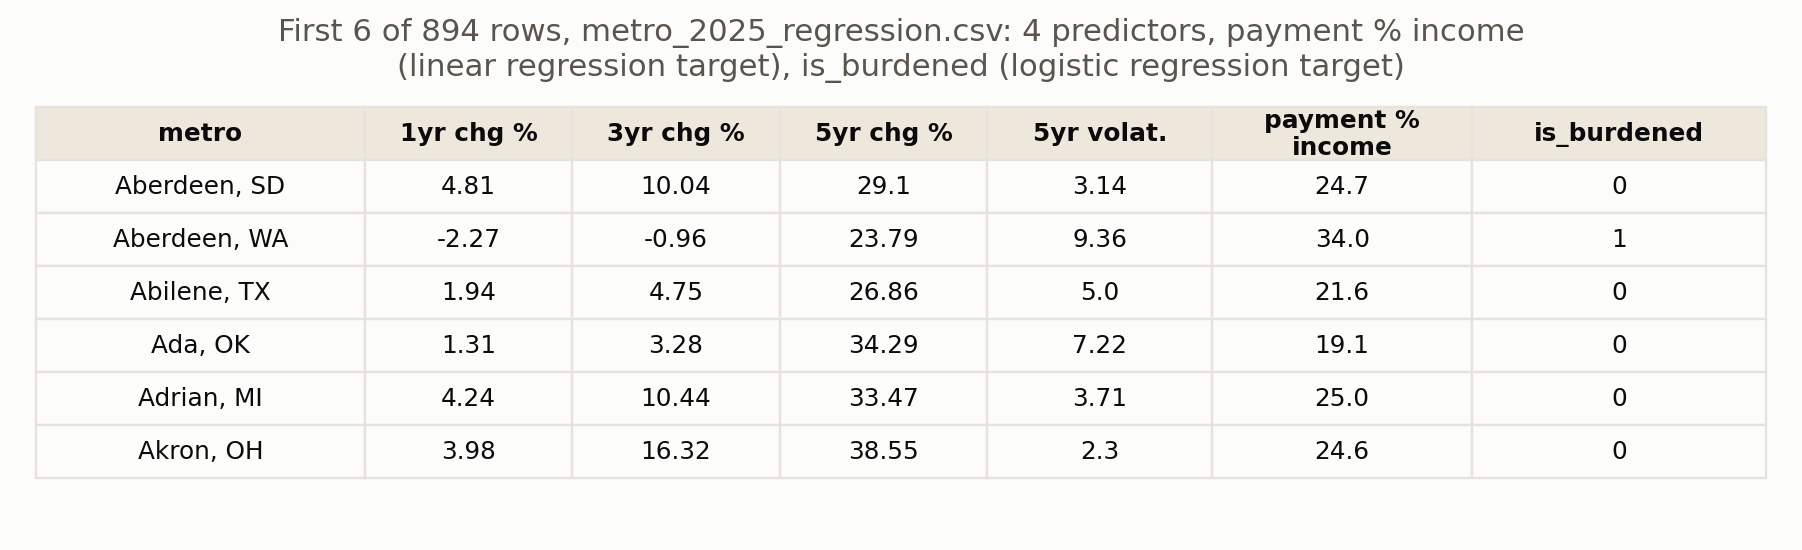 First 6 of 894 rows, metro_2025_regression.csv: 4 predictors, payment % income
(linear regression target), is_burdened (logistic regression target)
metro 1yr chg % 3yr chg % 5yr chg % 5yr volat. payment % income is_burdened
Aberdeen, SD 4.81 10.04 29.1 3.14 24.7 0
Aberdeen, WA -2.27 -0.96 23.79 9.36 34.0 1
Abilene, TX 1.94 4.75 26.86 5.0 21.6 0
Ada, OK 1.31 3.28 34.29 7.22 19.1 0
Adrian, MI 4.24 10.44 33.47 3.71 25.0 0
Akron, OH 3.98 16.32 38.55 2.3 24.6 0